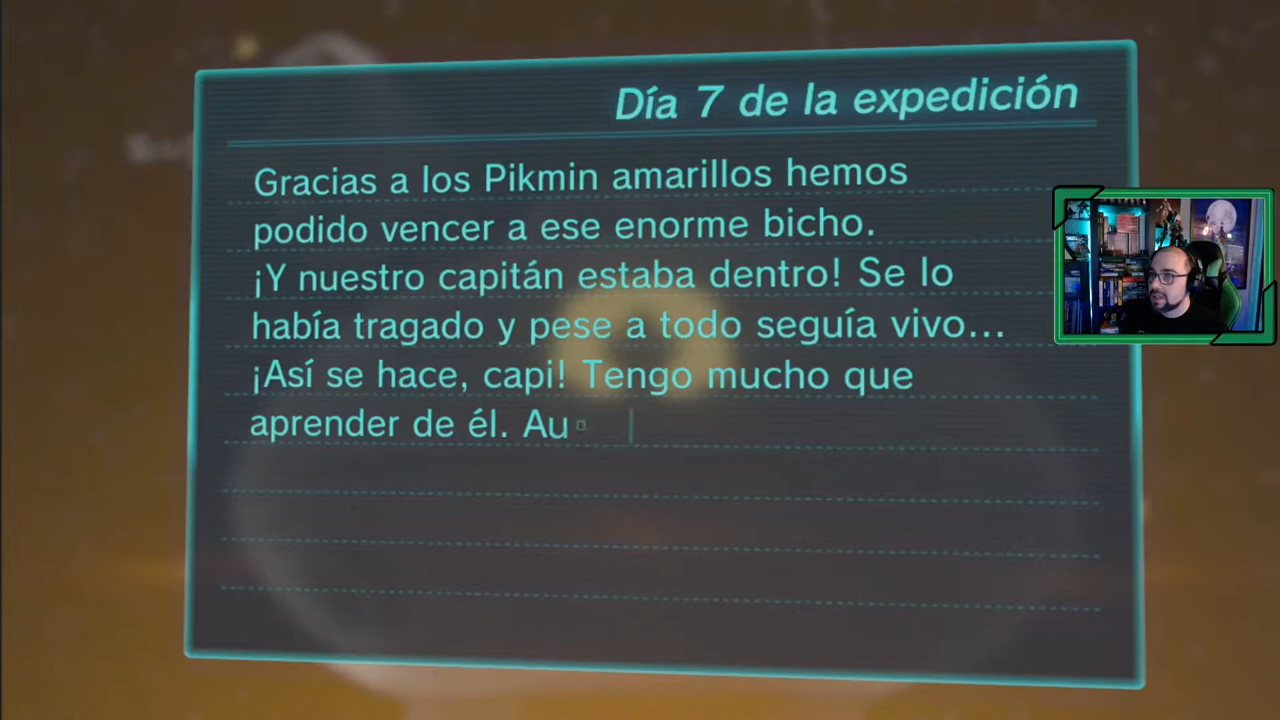 Día 7 de la expedición
Gracias a los Pikmin amarillos hemos
podido vencer a ese enorme bicho.
¡Y nuestro capitán estaba dentro! Se lo
había tragado y pese a todo seguía vivo...
¡Así se hace, capi! Tengo mucho que
aprender de él. Au